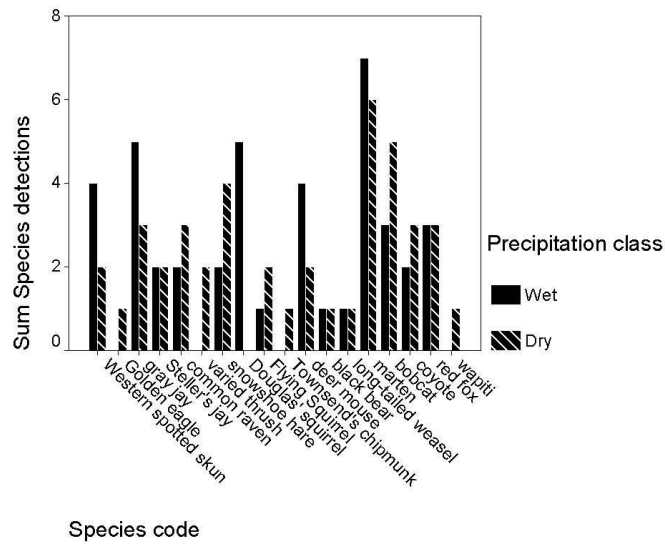 8
6
4
2
0
Sum Species detections
Western spotted skun
Golden eagle
gray jay
Steller's jay
common raven
varied thrush
snowshoe hare
Douglas' squirrel
Flying Squirrel
Townsend's chipmunk
deer mouse
black bear
long-tailed weasel
marten
bobcat
coyote
red fox
wapiti
Species code
Precipitation class
Wet
Dry